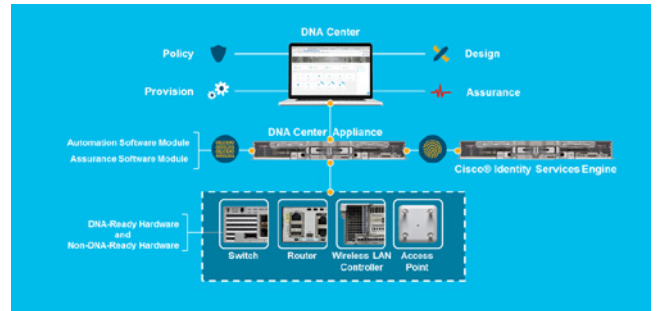 DNA Center
Policy
Design
Provision
Assurance
DNA Center Appliance
Automation Software Module
Assurance Software Module
Cisco® Identity Services Engine
DNA-Ready Hardware
and
Non-DNA-Ready Hardware
Switch
Router
Wireless LAN
Controller
Access
Point